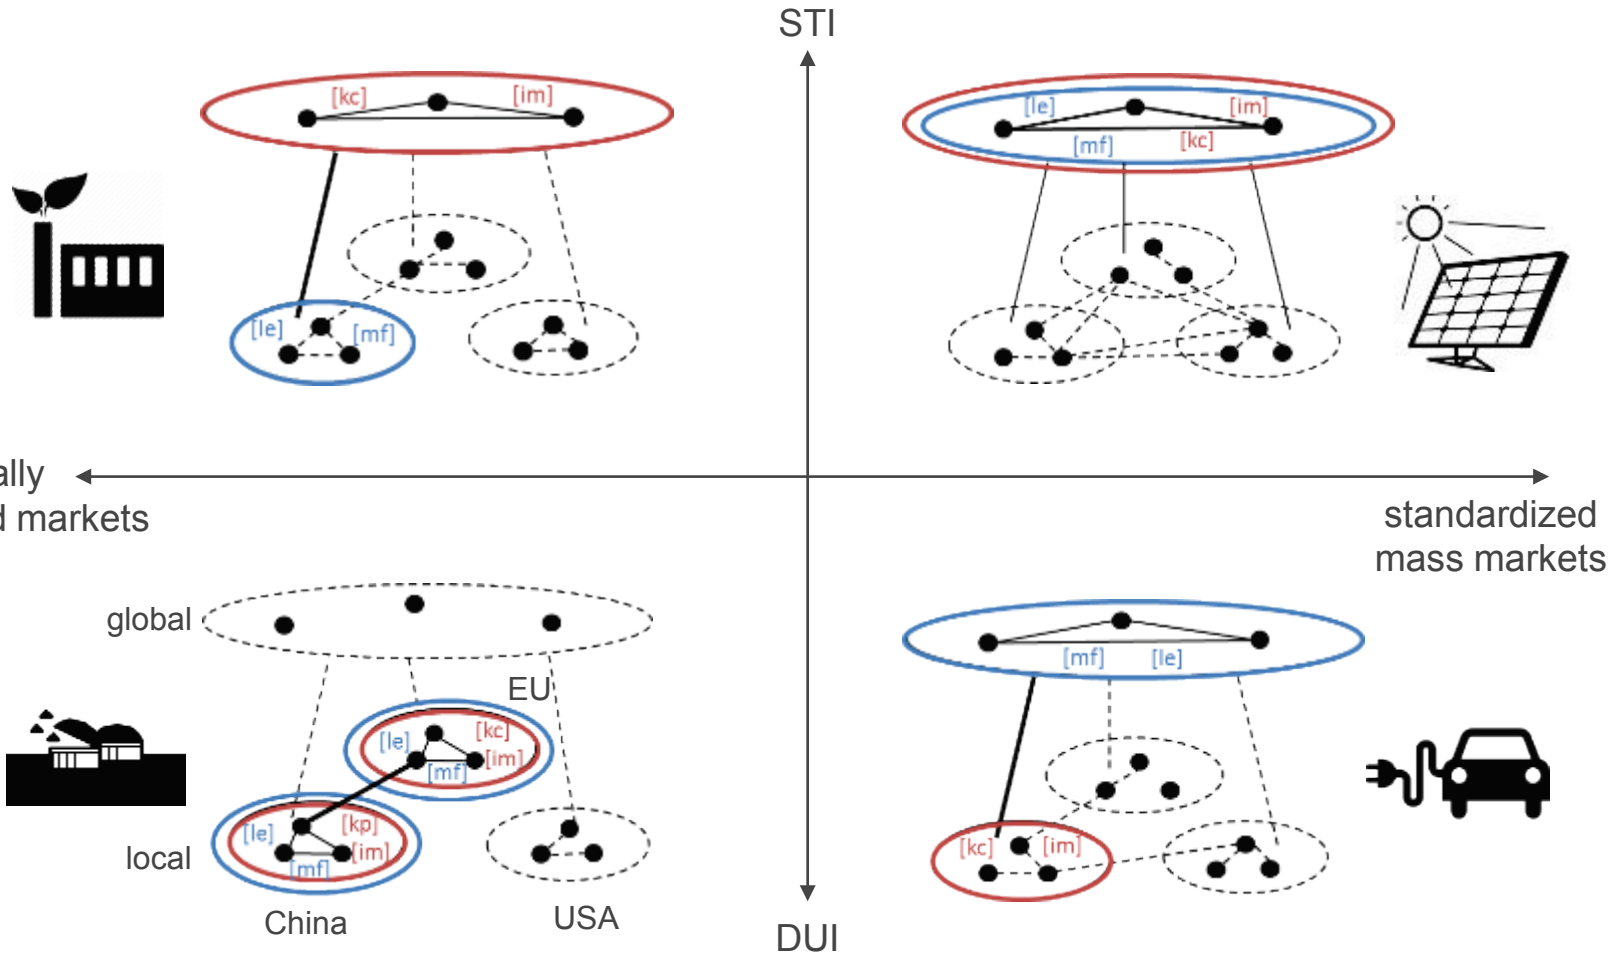 STI
[kc]
[im]
[le]
[mf]
[le]
[im]
[mf]
[kc]
ally
d markets
standardized
mass markets
global
EU
[le]
[kc]
[im]
[mf]
[le]
[kp]
[im]
[mf]
local
China
USA
[mf]
[le]
[kc]
[im]
DUI